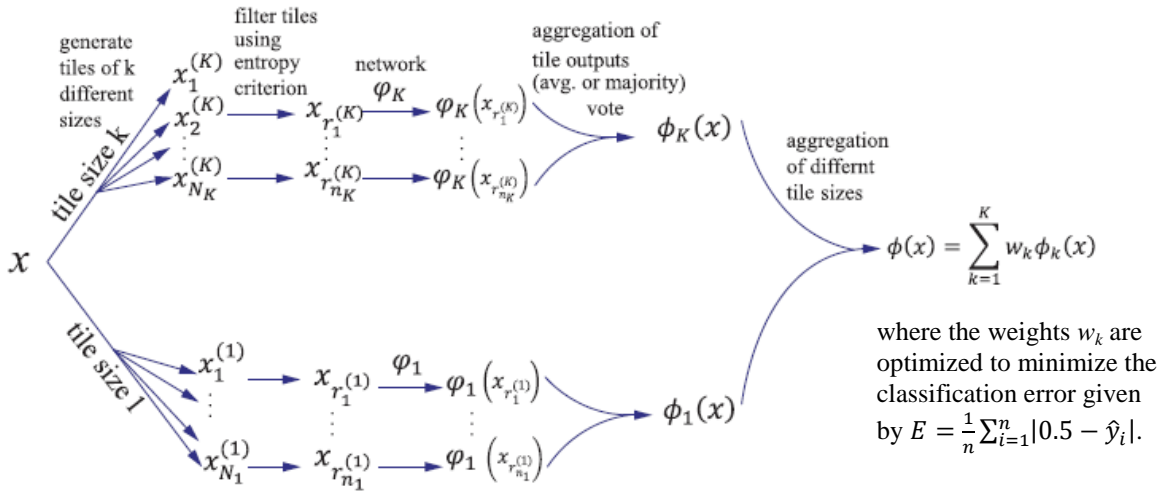 generate
tiles of k
different
sizes
filter tiles
using
entropy
criterion
network
φ_K
aggregation of
tile outputs
(avg. or majority)
vote
tile size k
x_1^{(K)}
x_2^{(K)}
⋮
x_{N_K}^{(K)}
x_{r_1^{(K)}}
⋮
x_{r_{n_K}^{(K)}}
φ_K(x_{r_1^{(K)}})
⋮
φ_K(x_{r_{n_K}^{(K)}})
ϕ_K(x)
aggregation
of differnt
tile sizes
x
ϕ(x) = \sum_{k=1}^{K} w_k ϕ_k(x)
tile size 1
x_1^{(1)}
⋮
x_{N_1}^{(1)}
x_{r_1^{(1)}}
⋮
x_{r_{n_1}^{(1)}}
φ_1
φ_1(x_{r_1^{(1)}})
⋮
φ_1(x_{r_{n_1}^{(1)}})
ϕ_1(x)
where the weights w_k are
optimized to minimize the
classification error given
by E = \frac{1}{n} \sum_{i=1}^{n} |0.5 − ŷ_i|.